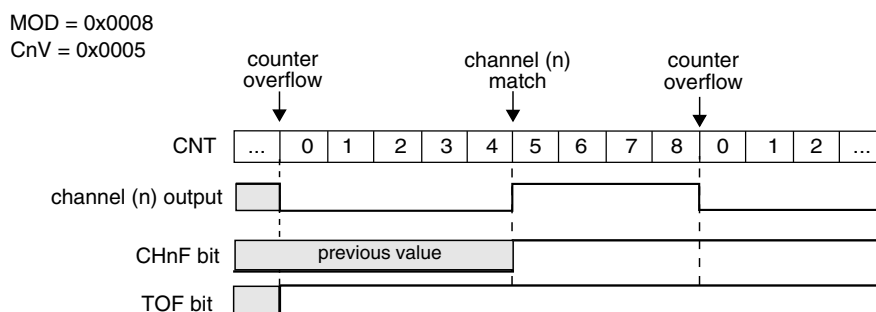 MOD = 0x0008
CnV = 0x0005
counter
overflow
channel (n)
match
counter
overflow
CNT ... 0 1 2 3 4 5 6 7 8 0 1 2 ...
channel (n) output
CHnF bit previous value
TOF bit